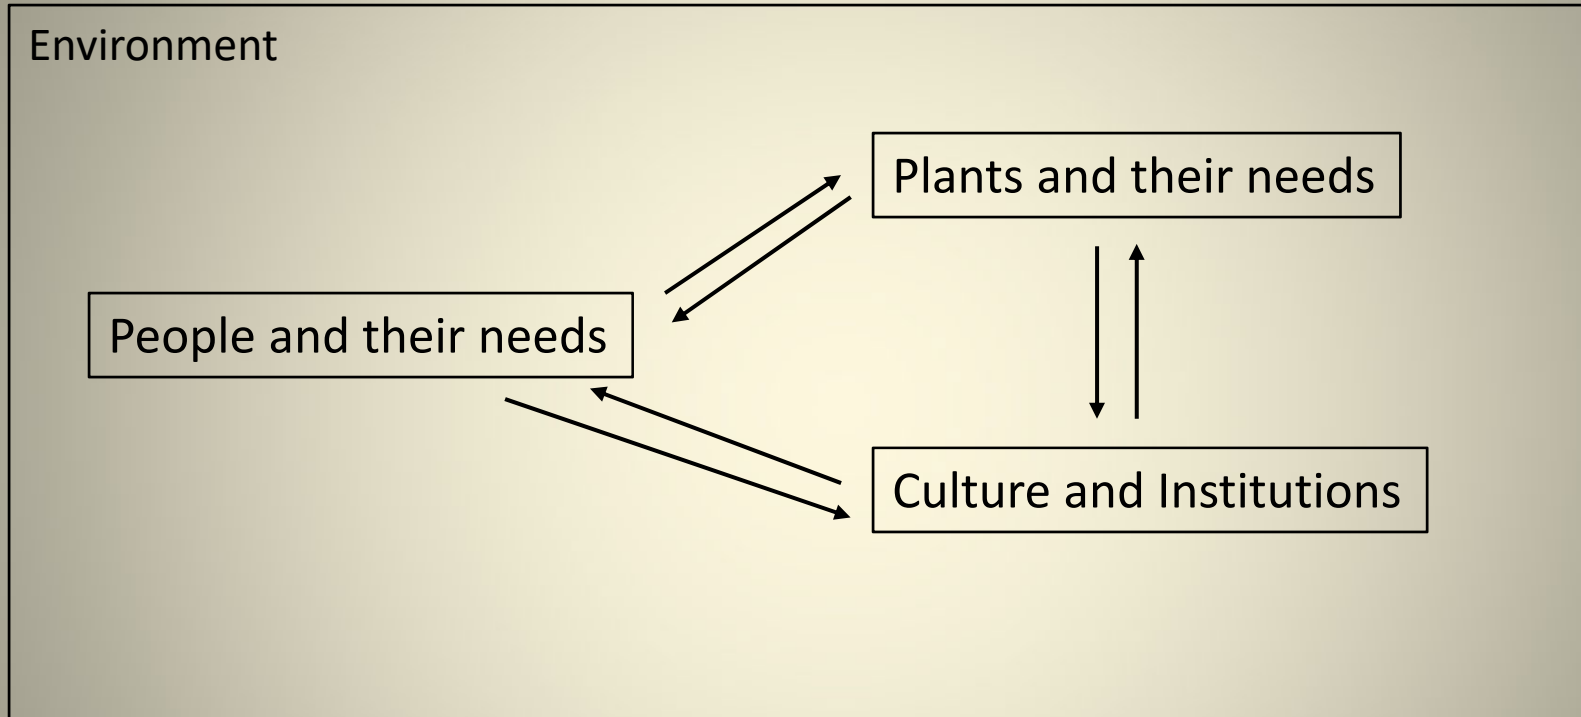 Environment
Plants and their needs
People and their needs
Culture and Institutions